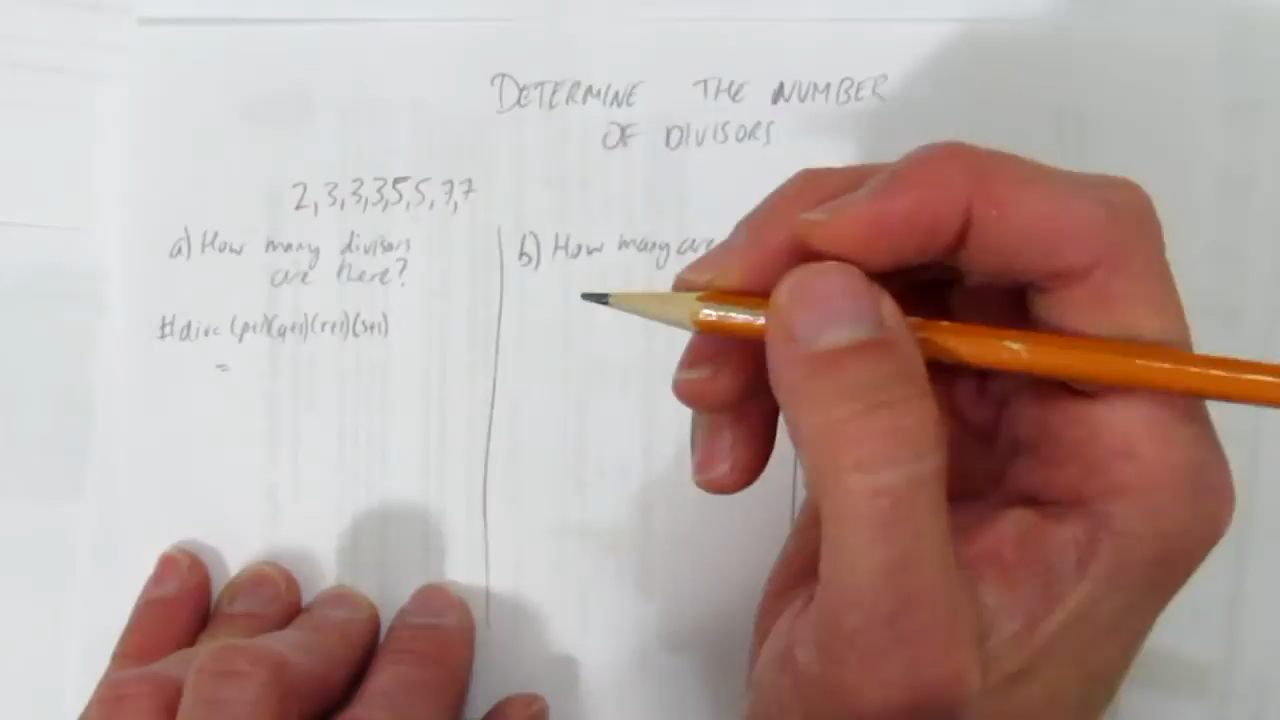 DETERMINE THE NUMBER
OF DIVISORS
2,3,3,3,5,5,7,7
a) How many divisors
are there?
#div= (p+1)(q+1)(r+1)(s+1)
=
b) How many are